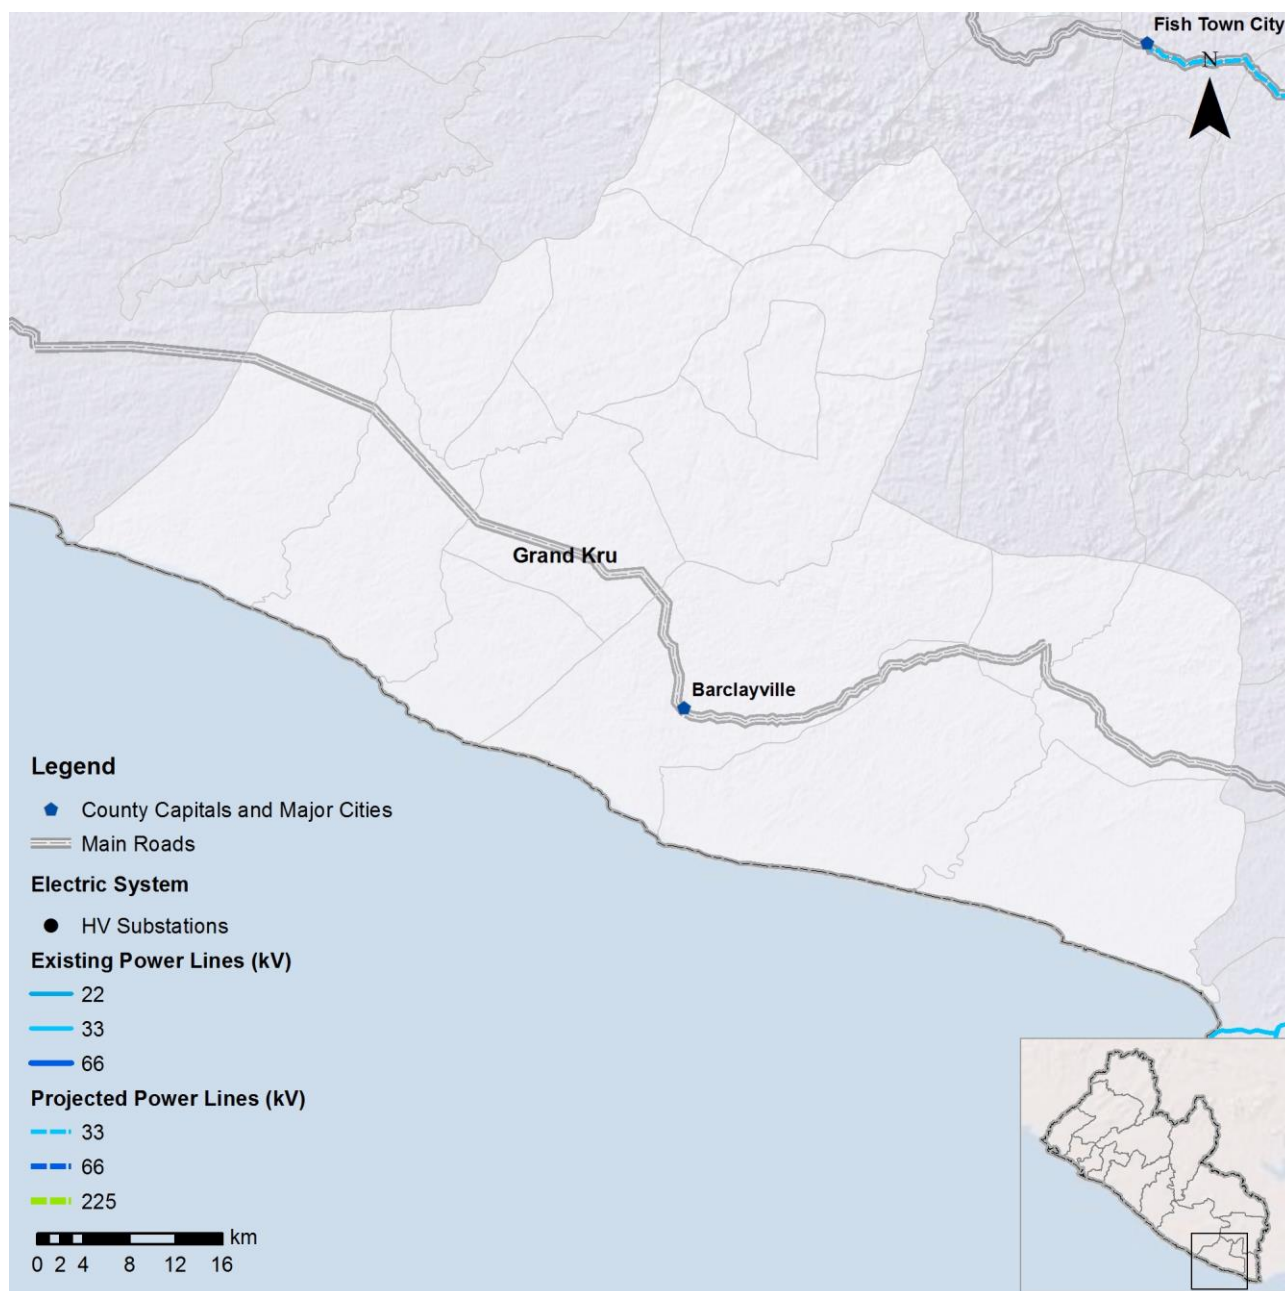 Fish Town City
N
Grand Kru
Barclayville
Legend
County Capitals and Major Cities
Main Roads
Electric System
HV Substations
Existing Power Lines (kV)
22
33
66
Projected Power Lines (kV)
33
66
225
km
0 2 4 8 12 16